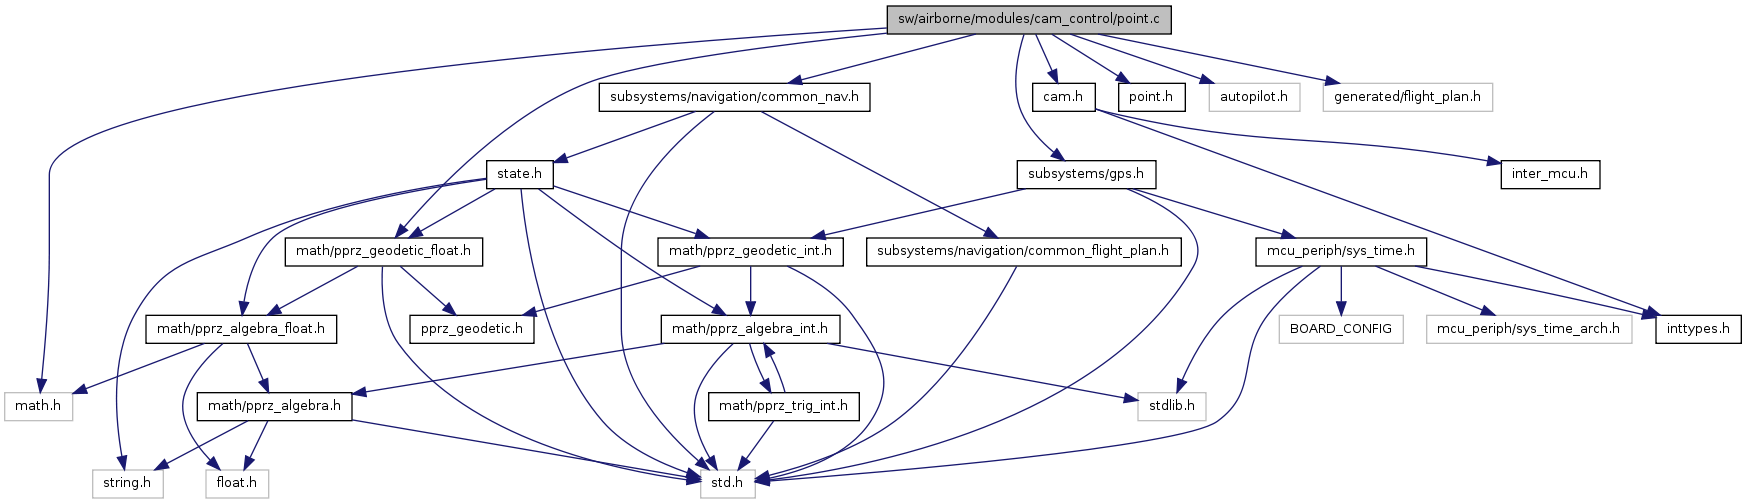 sw/airborne/modules/cam_control/point.c
subsystems/navigation/common_nav.h
cam.h
point.h
autopilot.h
generated/flight_plan.h
state.h
subsystems/gps.h
inter_mcu.h
math/pprz_geodetic_float.h
math/pprz_geodetic_int.h
subsystems/navigation/common_flight_plan.h
mcu_periph/sys_time.h
math/pprz_algebra_float.h
pprz_geodetic.h
math/pprz_algebra_int.h
BOARD_CONFIG
mcu_periph/sys_time_arch.h
inttypes.h
math.h
math/pprz_algebra.h
math/pprz_trig_int.h
stdlib.h
string.h
float.h
std.h